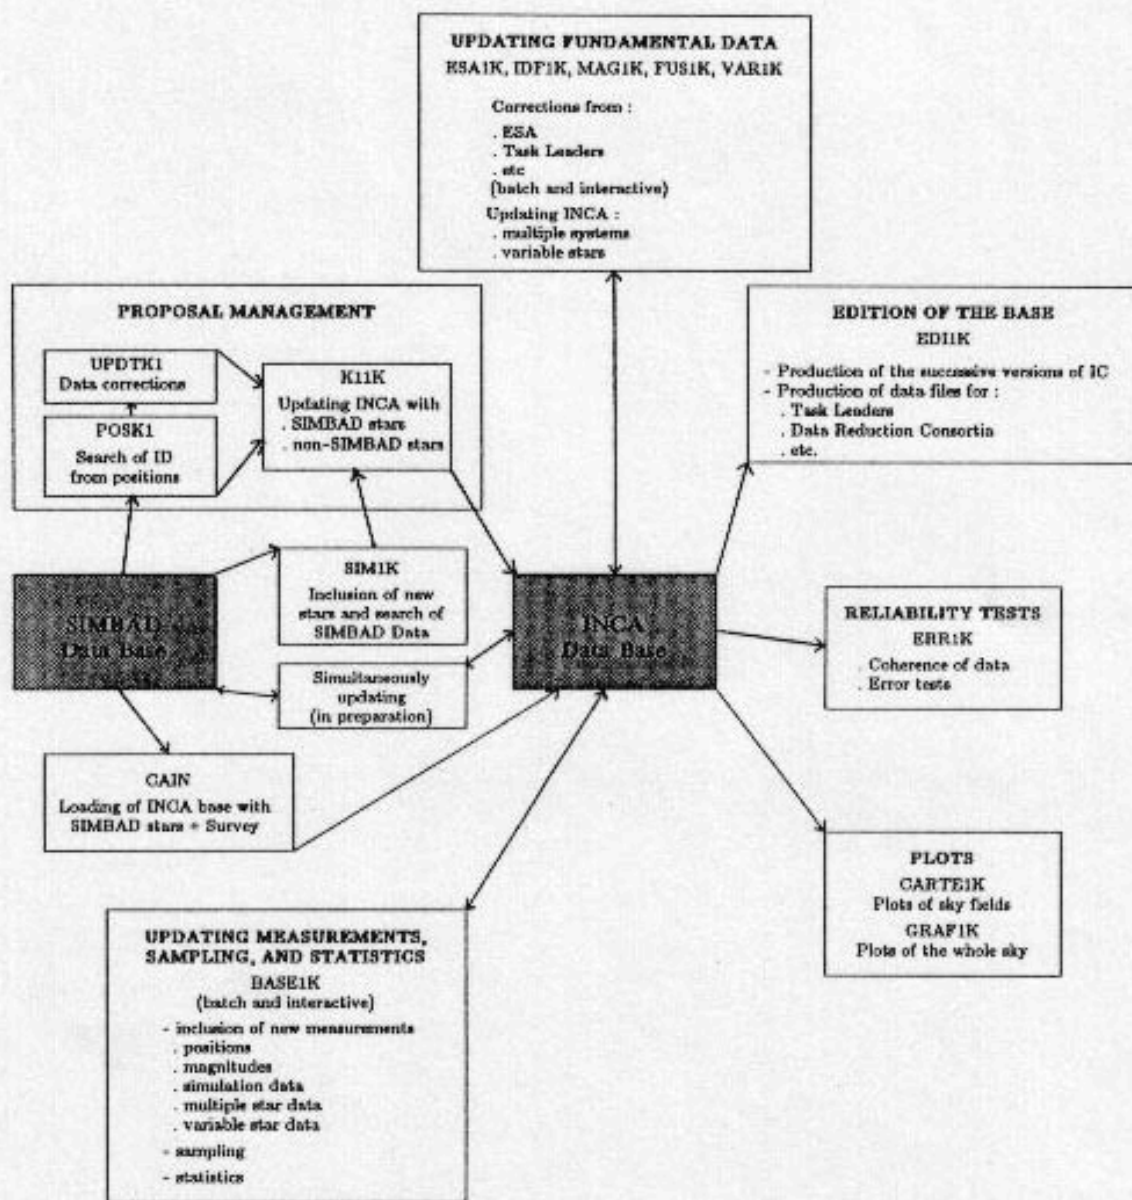 UPDATING FUNDAMENTAL DATA
ESA1K, IDF1K, MAG1K, FUS1K, VAR1K
Corrections from :
. ESA
. Task Leaders
. etc
(batch and interactive)
Updating INCA :
. multiple systems
. variable stars
PROPOSAL MANAGEMENT
UPDTK1
Data corrections
POSK1
Search of ID
from positions
K11K
Updating INCA with
. SIMBAD stars
. non-SIMBAD stars
EDITION OF THE BASE
EDI1K
- Production of the successive versions of IC
- Production of data files for :
. Task Leaders
. Data Reduction Consortia
. etc.
SIMBAD
Data Base
SIM1K
Inclusion of new
stars and search of
SIMBAD Data
Simultaneously
updating
(in preparation)
INCA
Data Base
RELIABILITY TESTS
ERR1K
. Coherence of data
. Error tests
CAIN
Loading of INCA base with
SIMBAD stars + Survey
PLOTS
CARTE1K
Plots of sky fields
GRAF1K
Plots of the whole sky
UPDATING MEASUREMENTS,
SAMPLING, AND STATISTICS
BASE1K
(batch and interactive)
- inclusion of new measurements
. positions
. magnitudes
. simulation data
. multiple star data
. variable star data
- sampling
- statistics